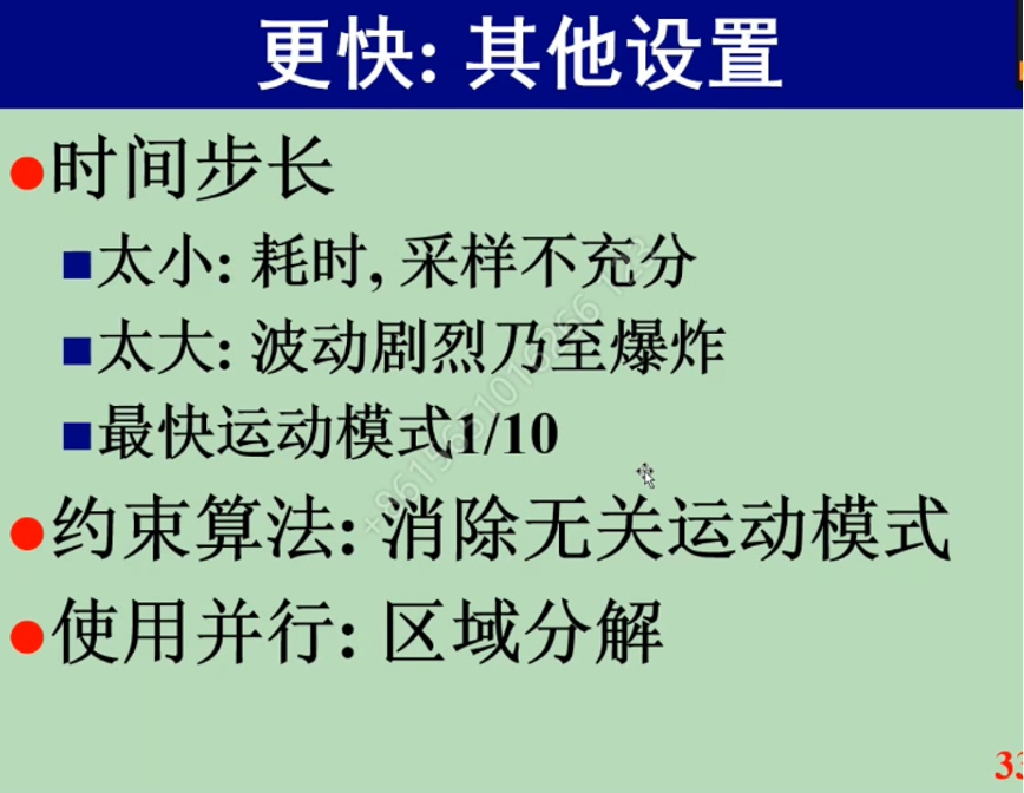 更快: 其他设置
时间步长
太小: 耗时, 采样不充分
太大: 波动剧烈乃至爆炸
最快运动模式1/10
约束算法: 消除无关运动模式
使用并行: 区域分解
33